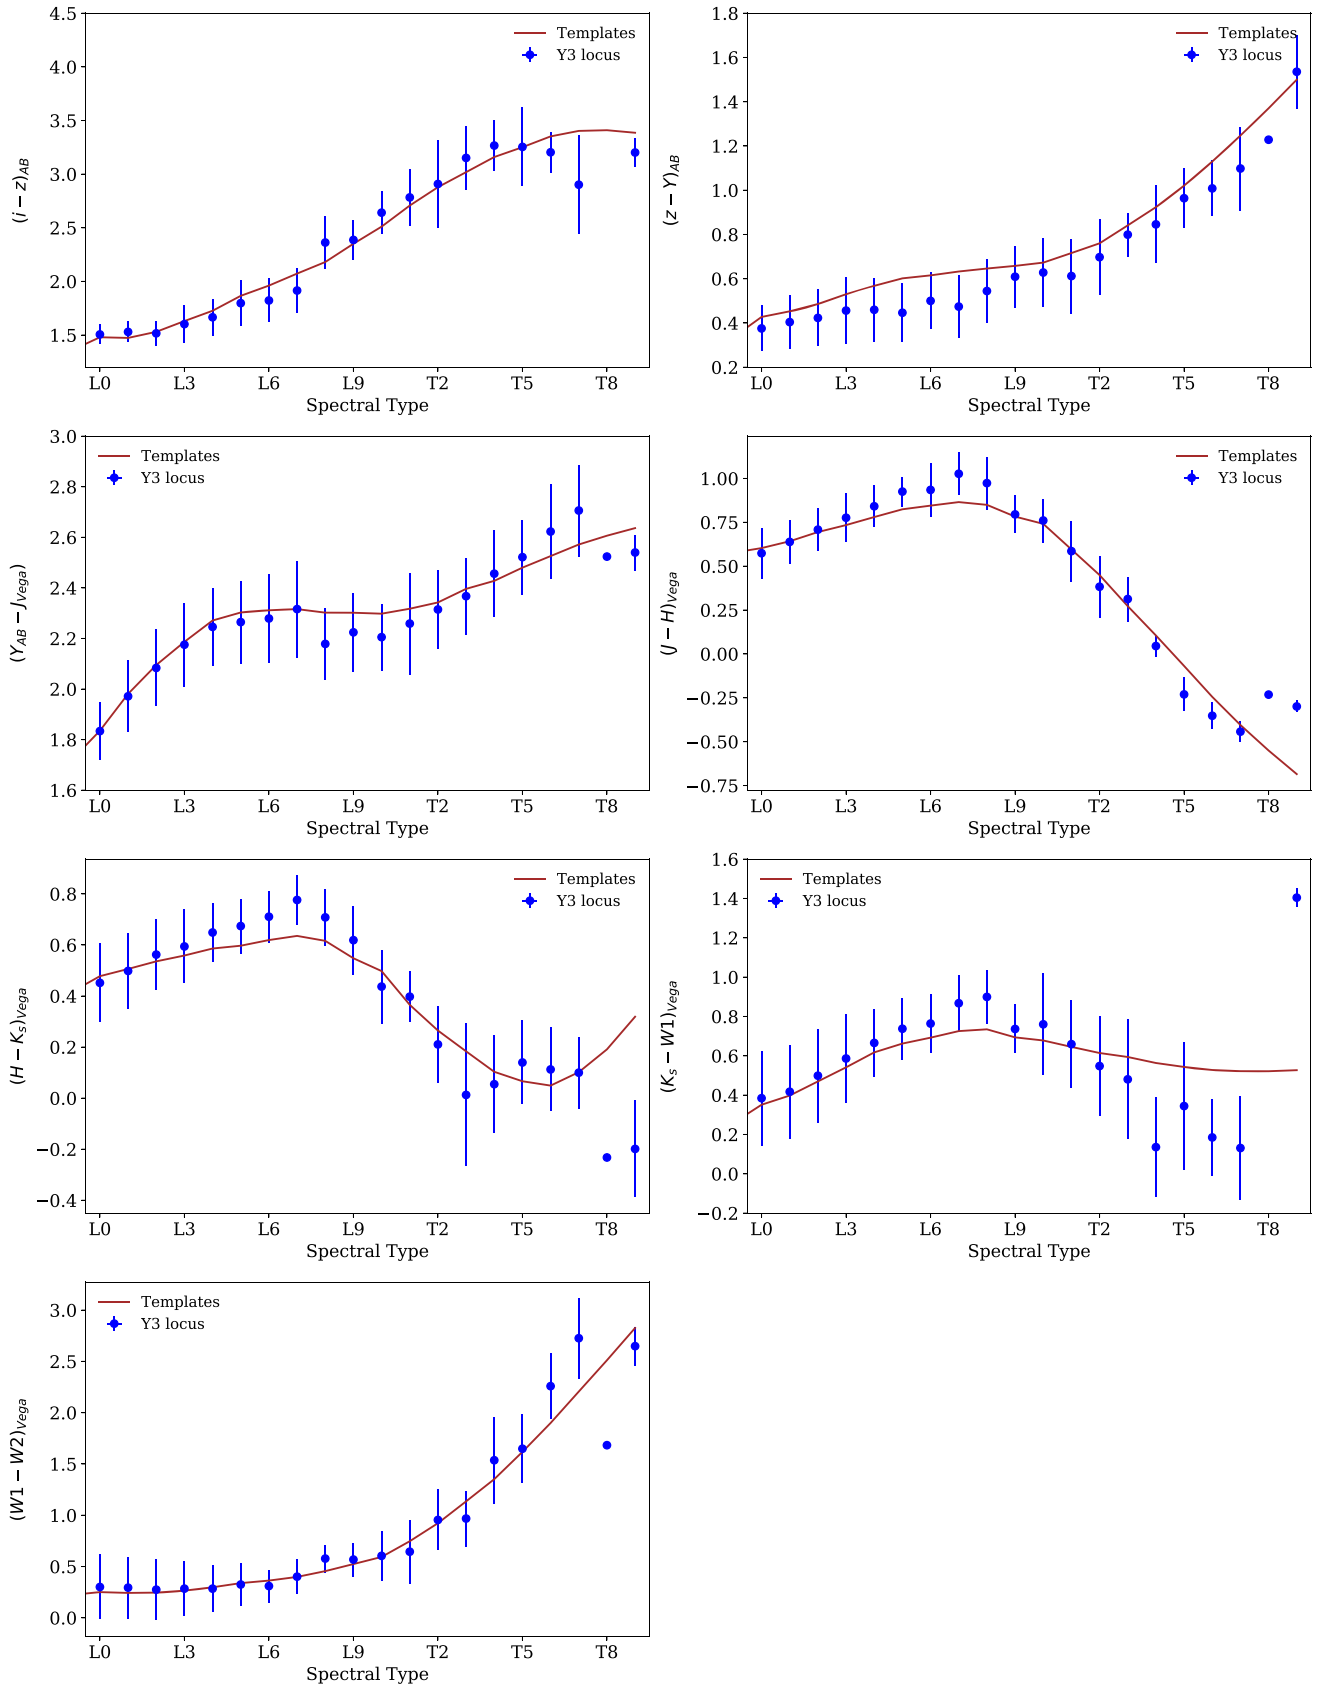 4.5
4.0
3.5
3.0
2.5
2.0
1.5
(i − z)_AB
Templates
Y3 locus
L0 L3 L6 L9 T2 T5 T8
Spectral Type
1.8
1.6
1.4
1.2
1.0
0.8
0.6
0.4
0.2
(z − Y)_AB
Templates
Y3 locus
L0 L3 L6 L9 T2 T5 T8
Spectral Type
3.0
2.8
2.6
2.4
2.2
2.0
1.8
1.6
(Y_AB − J_Vega)
Templates
Y3 locus
L0 L3 L6 L9 T2 T5 T8
Spectral Type
1.00
0.75
0.50
0.25
0.00
−0.25
−0.50
−0.75
(J − H)_Vega
Templates
Y3 locus
L0 L3 L6 L9 T2 T5 T8
Spectral Type
0.8
0.6
0.4
0.2
0.0
−0.2
−0.4
(H − K_s)_Vega
Templates
Y3 locus
L0 L3 L6 L9 T2 T5 T8
Spectral Type
1.6
1.4
1.2
1.0
0.8
0.6
0.4
0.2
0.0
−0.2
(K_s − W1)_Vega
Templates
Y3 locus
L0 L3 L6 L9 T2 T5 T8
Spectral Type
3.0
2.5
2.0
1.5
1.0
0.5
0.0
(W1 − W2)_Vega
Templates
Y3 locus
L0 L3 L6 L9 T2 T5 T8
Spectral Type